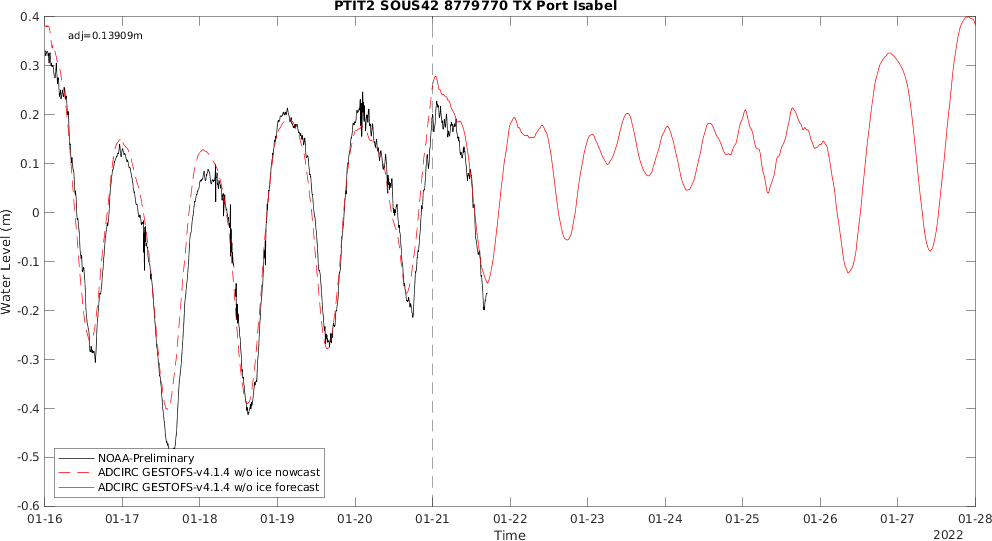 PTIT2 SOUS42 8779770 TX Port Isabel
adj=0.13909m
0.4
0.3
0.2
0.1
0
-0.1
-0.2
-0.3
-0.4
-0.5
-0.6
Water Level (m)
NOAA-Preliminary
ADCIRC GESTOFS-v4.1.4 w/o ice nowcast
ADCIRC GESTOFS-v4.1.4 w/o ice forecast
01-16 01-17 01-18 01-19 01-20 01-21 01-22 01-23 01-24 01-25 01-26 01-27 01-28
Time
2022